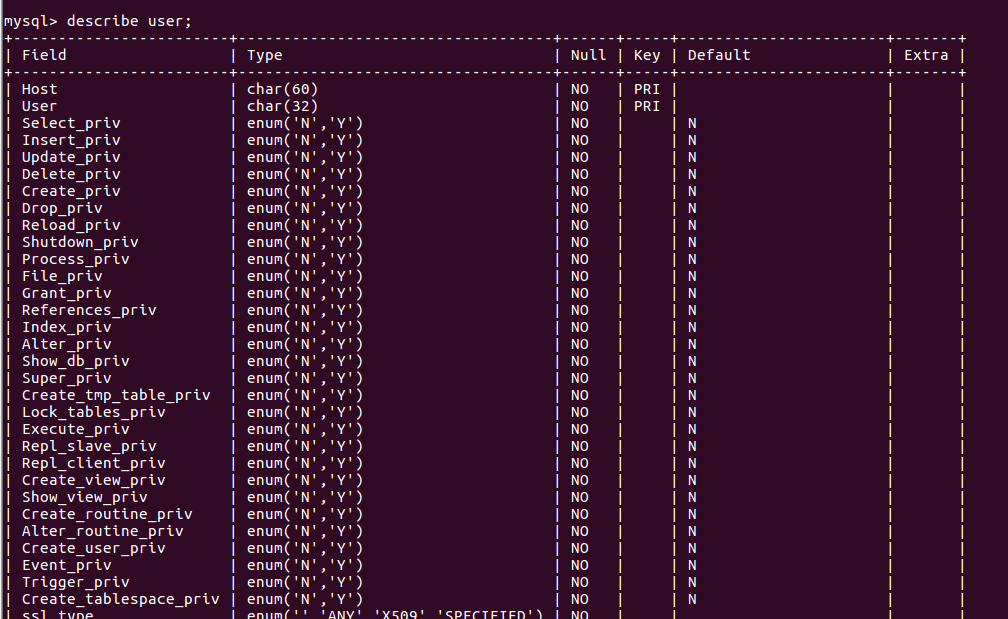 mysql> describe user;
+------------------------+----------------------------------+------+-----+-----------------------+-------+
| Field | Type | Null | Key | Default | Extra |
+------------------------+----------------------------------+------+-----+-----------------------+-------+
| Host | char(60) | NO | PRI | | |
| User | char(32) | NO | PRI | | |
| Select_priv | enum('N','Y') | NO | | N | |
| Insert_priv | enum('N','Y') | NO | | N | |
| Update_priv | enum('N','Y') | NO | | N | |
| Delete_priv | enum('N','Y') | NO | | N | |
| Create_priv | enum('N','Y') | NO | | N | |
| Drop_priv | enum('N','Y') | NO | | N | |
| Reload_priv | enum('N','Y') | NO | | N | |
| Shutdown_priv | enum('N','Y') | NO | | N | |
| Process_priv | enum('N','Y') | NO | | N | |
| File_priv | enum('N','Y') | NO | | N | |
| Grant_priv | enum('N','Y') | NO | | N | |
| References_priv | enum('N','Y') | NO | | N | |
| Index_priv | enum('N','Y') | NO | | N | |
| Alter_priv | enum('N','Y') | NO | | N | |
| Show_db_priv | enum('N','Y') | NO | | N | |
| Super_priv | enum('N','Y') | NO | | N | |
| Create_tmp_table_priv | enum('N','Y') | NO | | N | |
| Lock_tables_priv | enum('N','Y') | NO | | N | |
| Execute_priv | enum('N','Y') | NO | | N | |
| Repl_slave_priv | enum('N','Y') | NO | | N | |
| Repl_client_priv | enum('N','Y') | NO | | N | |
| Create_view_priv | enum('N','Y') | NO | | N | |
| Show_view_priv | enum('N','Y') | NO | | N | |
| Create_routine_priv | enum('N','Y') | NO | | N | |
| Alter_routine_priv | enum('N','Y') | NO | | N | |
| Create_user_priv | enum('N','Y') | NO | | N | |
| Event_priv | enum('N','Y') | NO | | N | |
| Trigger_priv | enum('N','Y') | NO | | N | |
| Create_tablespace_priv | enum('N','Y') | NO | | N | |
| ssl_type | enum('','ANY','X509','SPECIFIED') | NO | | | |